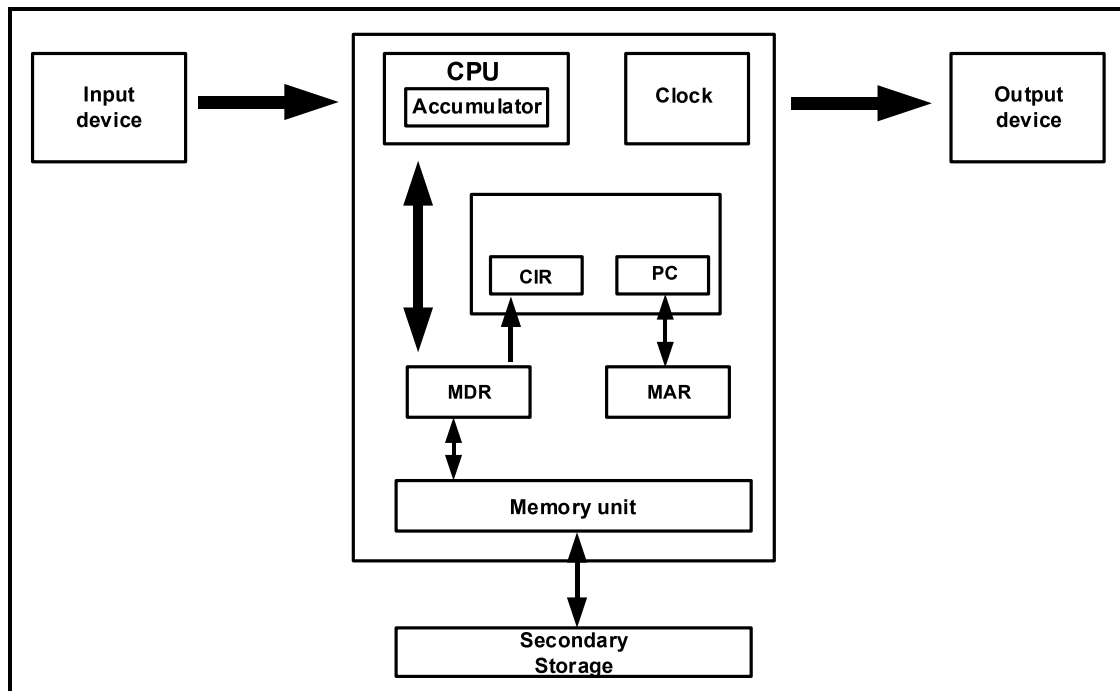 Input
device
CPU
Accumulator
Clock
Output
device
CIR
PC
MDR
MAR
Memory unit
Secondary
Storage